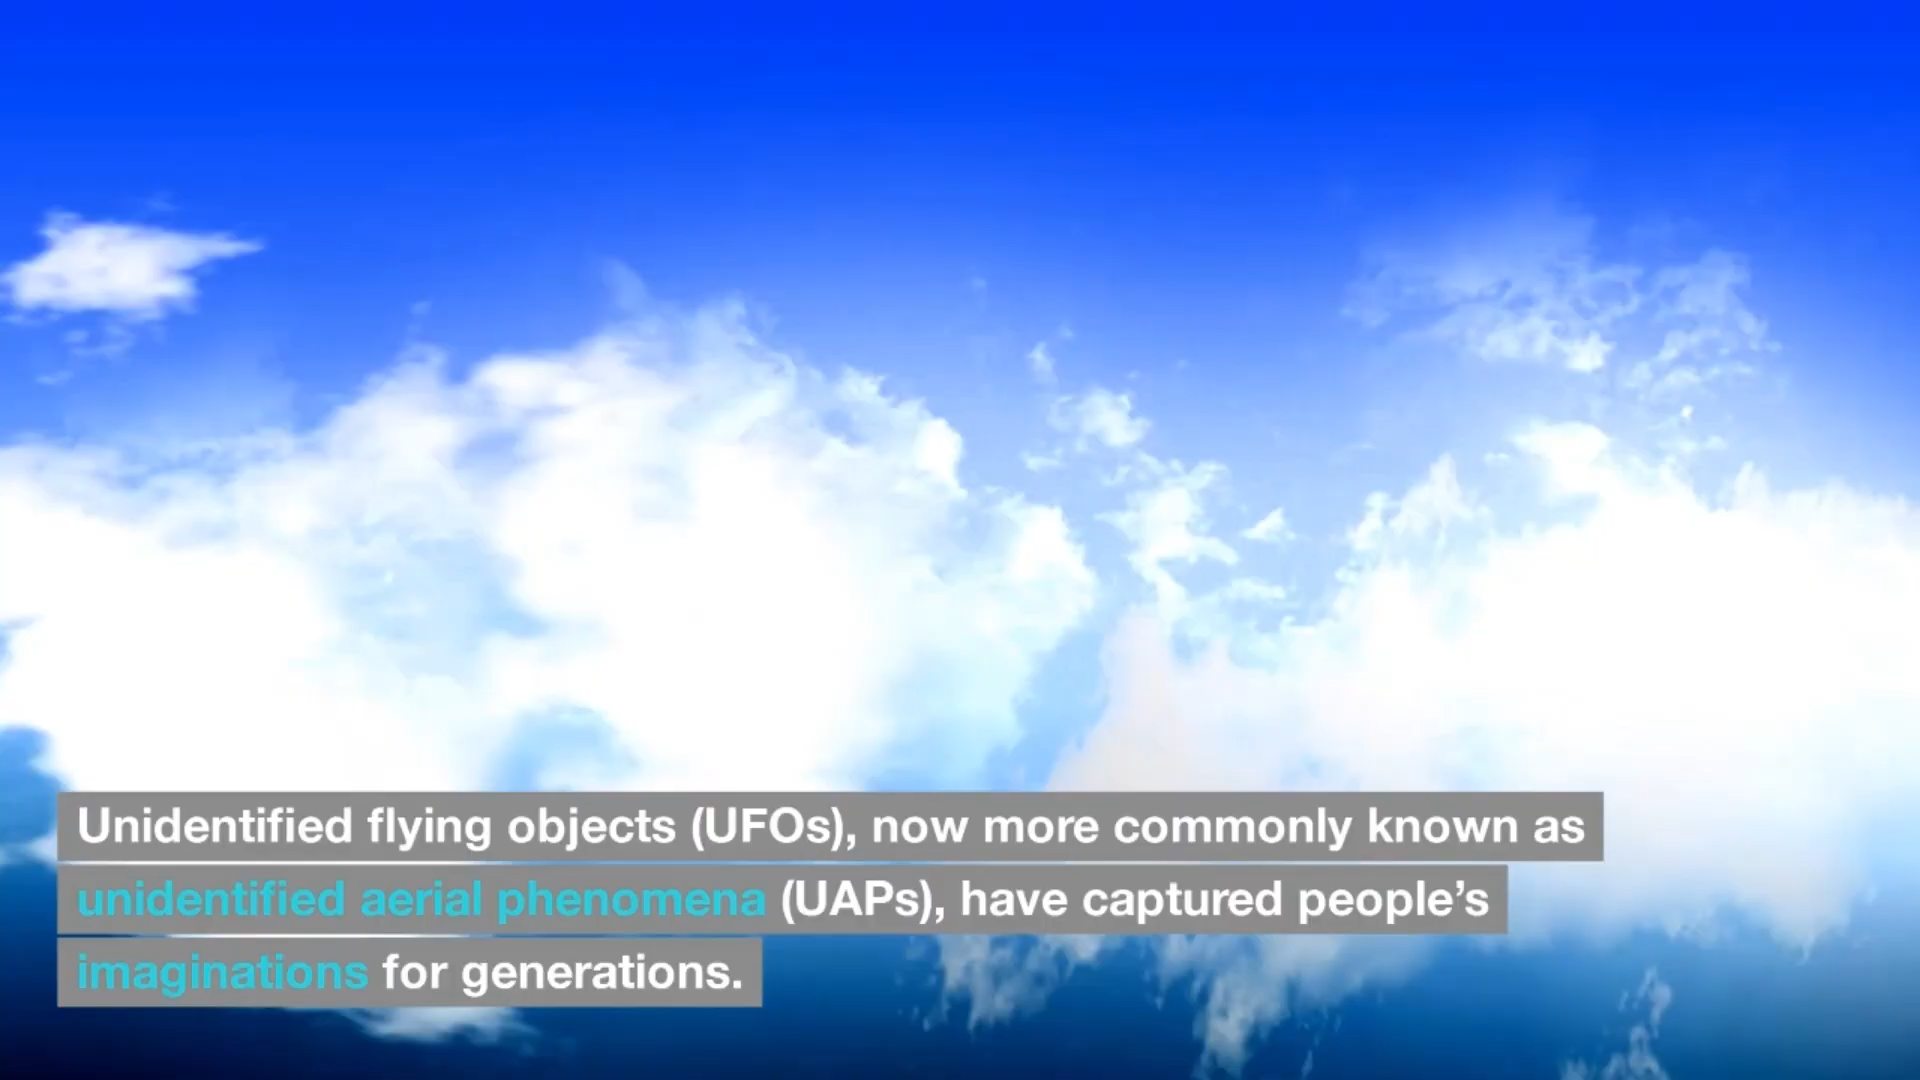 Unidentified flying objects (UFOs), now more commonly known as
unidentified aerial phenomena (UAPs), have captured people’s
imaginations for generations.